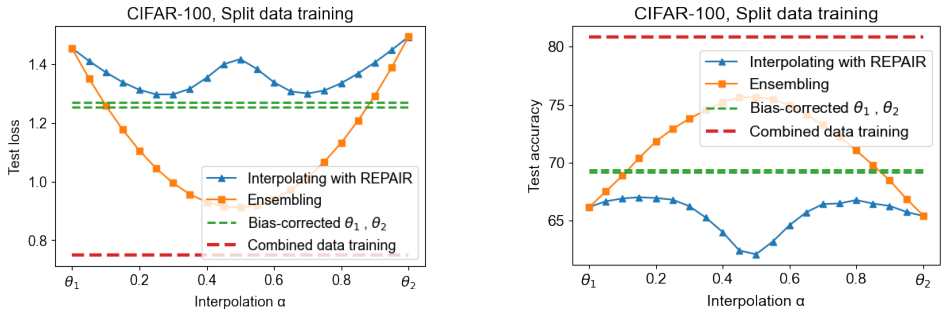 CIFAR-100, Split data training
1.4
1.2
1.0
0.8
Test loss
Interpolating with REPAIR
Ensembling
Bias-corrected θ1 , θ2
Combined data training
θ1
0.2
0.4
0.6
0.8
θ2
Interpolation α
CIFAR-100, Split data training
80
75
70
65
Test accuracy
Interpolating with REPAIR
Ensembling
Bias-corrected θ1 , θ2
Combined data training
θ1
0.2
0.4
0.6
0.8
θ2
Interpolation α